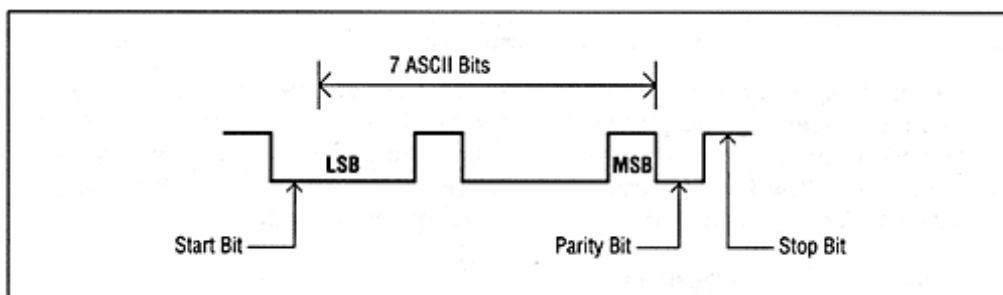 7 ASCII Bits
LSB
MSB
Start Bit
Parity Bit
Stop Bit